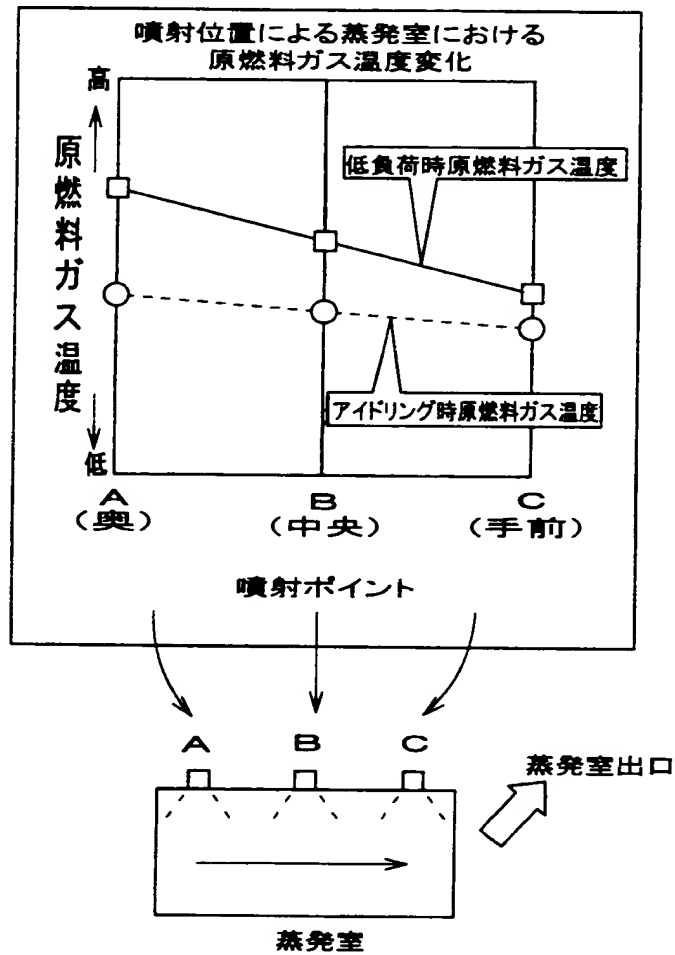 噴射位置による蒸発室における
原燃料ガス温度変化
高
原燃料ガス温度
低
低負荷時原燃料ガス温度
アイドリング時原燃料ガス温度
A
(奥)
B
(中央)
C
(手前)
噴射ポイント
A
B
C
蒸発室出口
蒸発室